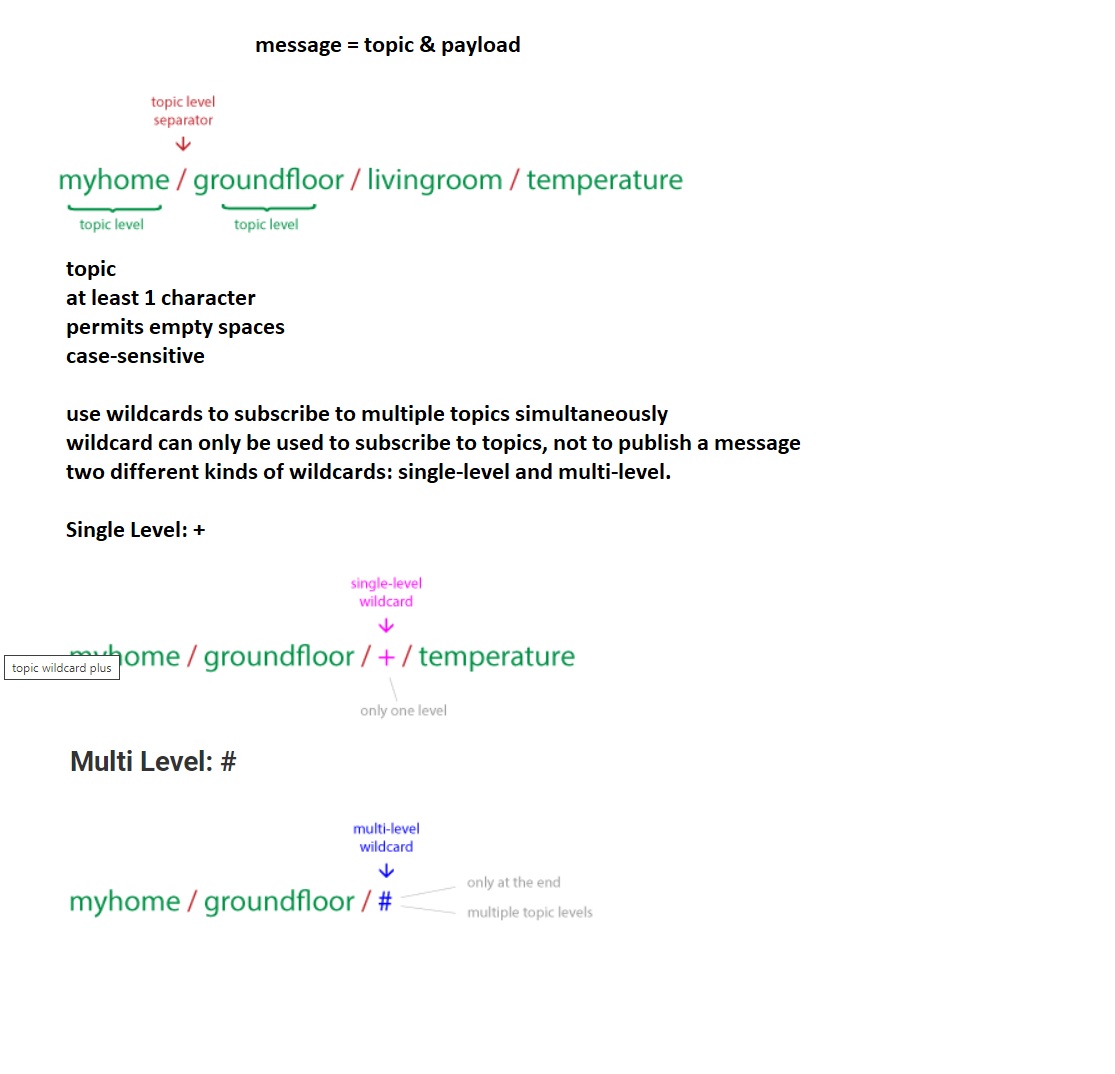 message = topic & payload
topic level
separator
myhome / groundfloor / livingroom / temperature
topic level topic level
topic
at least 1 character
permits empty spaces
case-sensitive
use wildcards to subscribe to multiple topics simultaneously
wildcard can only be used to subscribe to topics, not to publish a message
two different kinds of wildcards: single-level and multi-level.
Single Level: +
single-level
wildcard
myhome / groundfloor / + / temperature
topic wildcard plus
only one level
Multi Level: #
multi-level
wildcard
only at the end
myhome / groundfloor / #
multiple topic levels